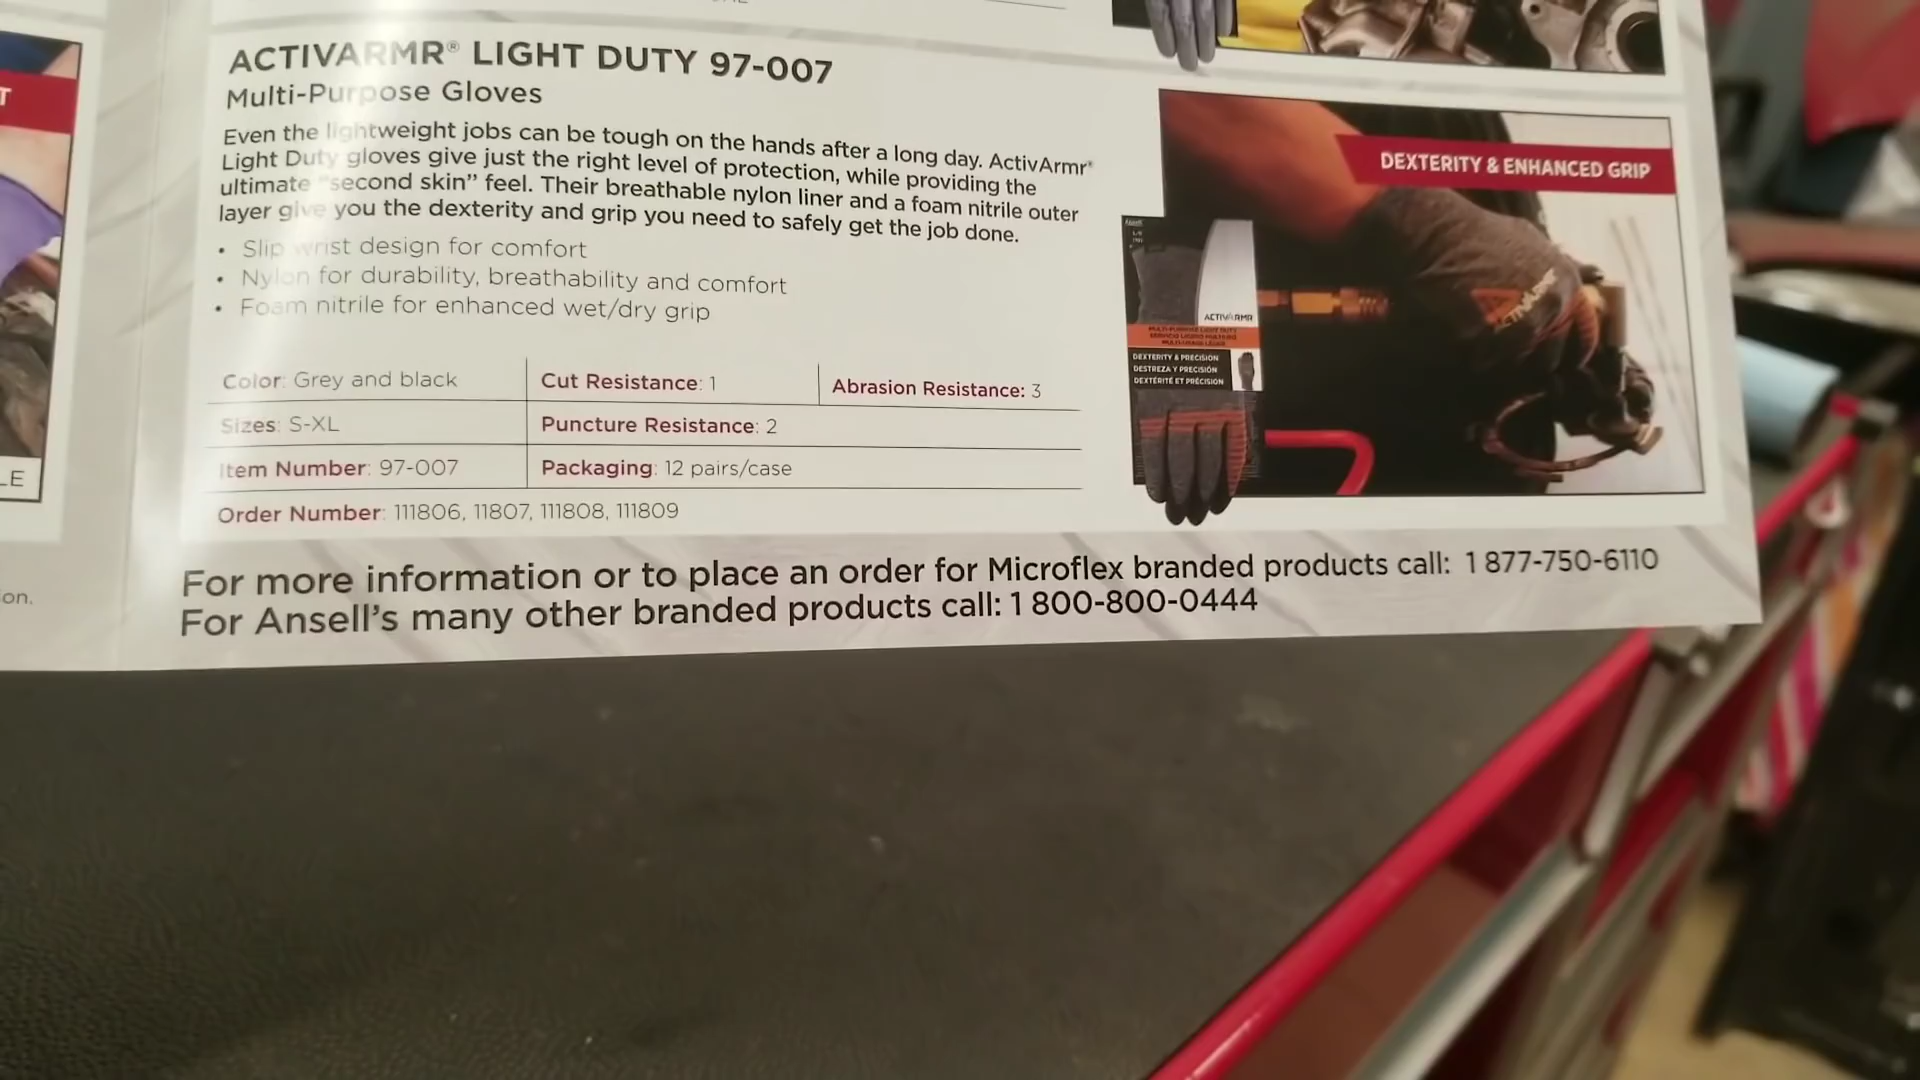 ACTIVARMR® LIGHT DUTY 97-007
Multi-Purpose Gloves
Even the lightweight jobs can be tough on the hands after a long day. ActivArmr®
Light Duty gloves give just the right level of protection, while providing the
ultimate "second skin" feel. Their breathable nylon liner and a foam nitrile outer
layer give you the dexterity and grip you need to safely get the job done.
• Slip wrist design for comfort
• Nylon for durability, breathability and comfort
• Foam nitrile for enhanced wet/dry grip
Color: Grey and black Cut Resistance: 1 Abrasion Resistance: 3
Sizes: S-XL Puncture Resistance: 2
Item Number: 97-007 Packaging: 12 pairs/case
Order Number: 111806, 11807, 111808, 111809
DEXTERITY & ENHANCED GRIP
ACTIVARMR
DEXTERITY & PRECISION
DESTREZA Y PRECISIÓN
DEXTÉRITÉ ET PRÉCISION
For more information or to place an order for Microflex branded products call: 1 877-750-6110
For Ansell's many other branded products call: 1 800-800-0444
T
LE
on.